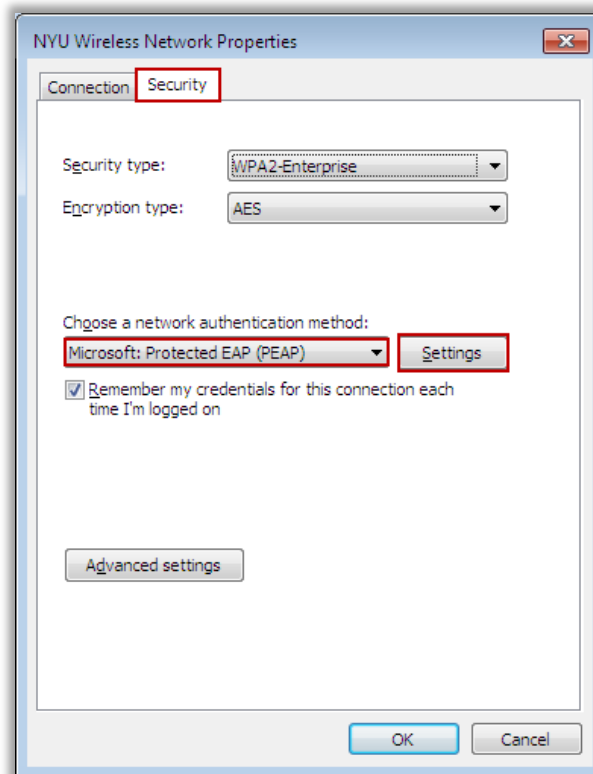 NYU Wireless Network Properties
Connection
Security
Security type:
WPA2-Enterprise
Encryption type:
AES
Choose a network authentication method:
Microsoft: Protected EAP (PEAP)
Settings
Remember my credentials for this connection each
time I'm logged on
Advanced settings
OK
Cancel